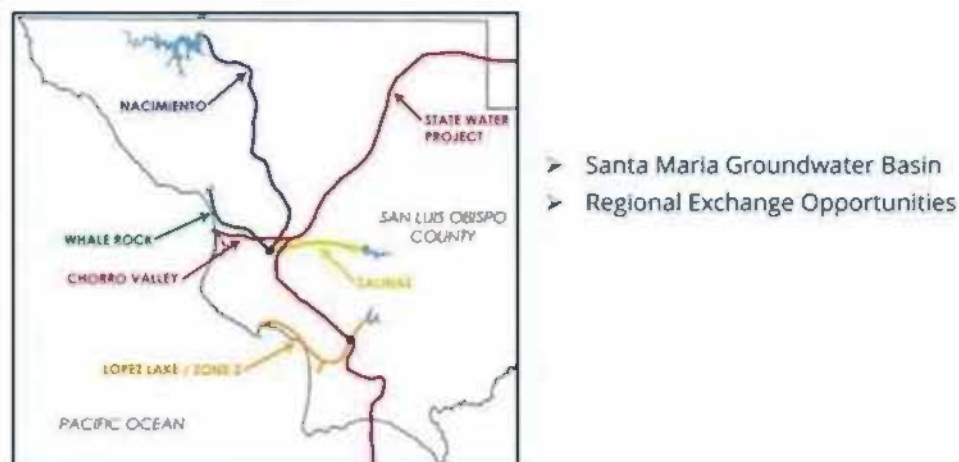 NACIMIENTO
STATE WATER
PROJECT
➤ Santa Maria Groundwater Basin
➤ Regional Exchange Opportunities
SAN LUIS OBISPO
COUNTY
WHALE ROCK
CHORRO VALLEY
SALINAS
LOPEZ LAKE / ZONE 3
PACIFIC OCEAN